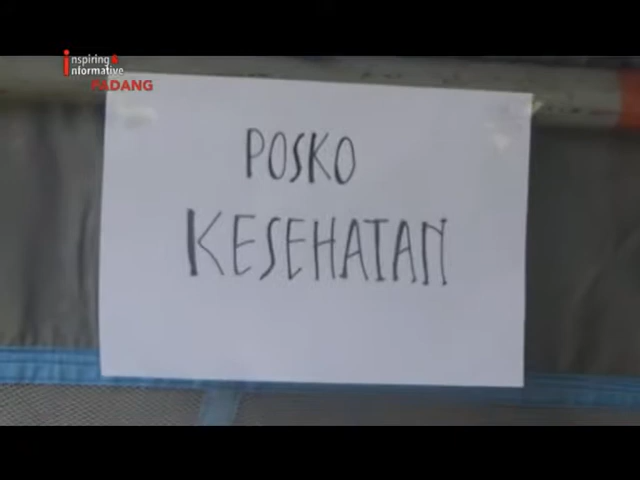 inspiring &
informative
PADANG
POSKO
KESEHATAN